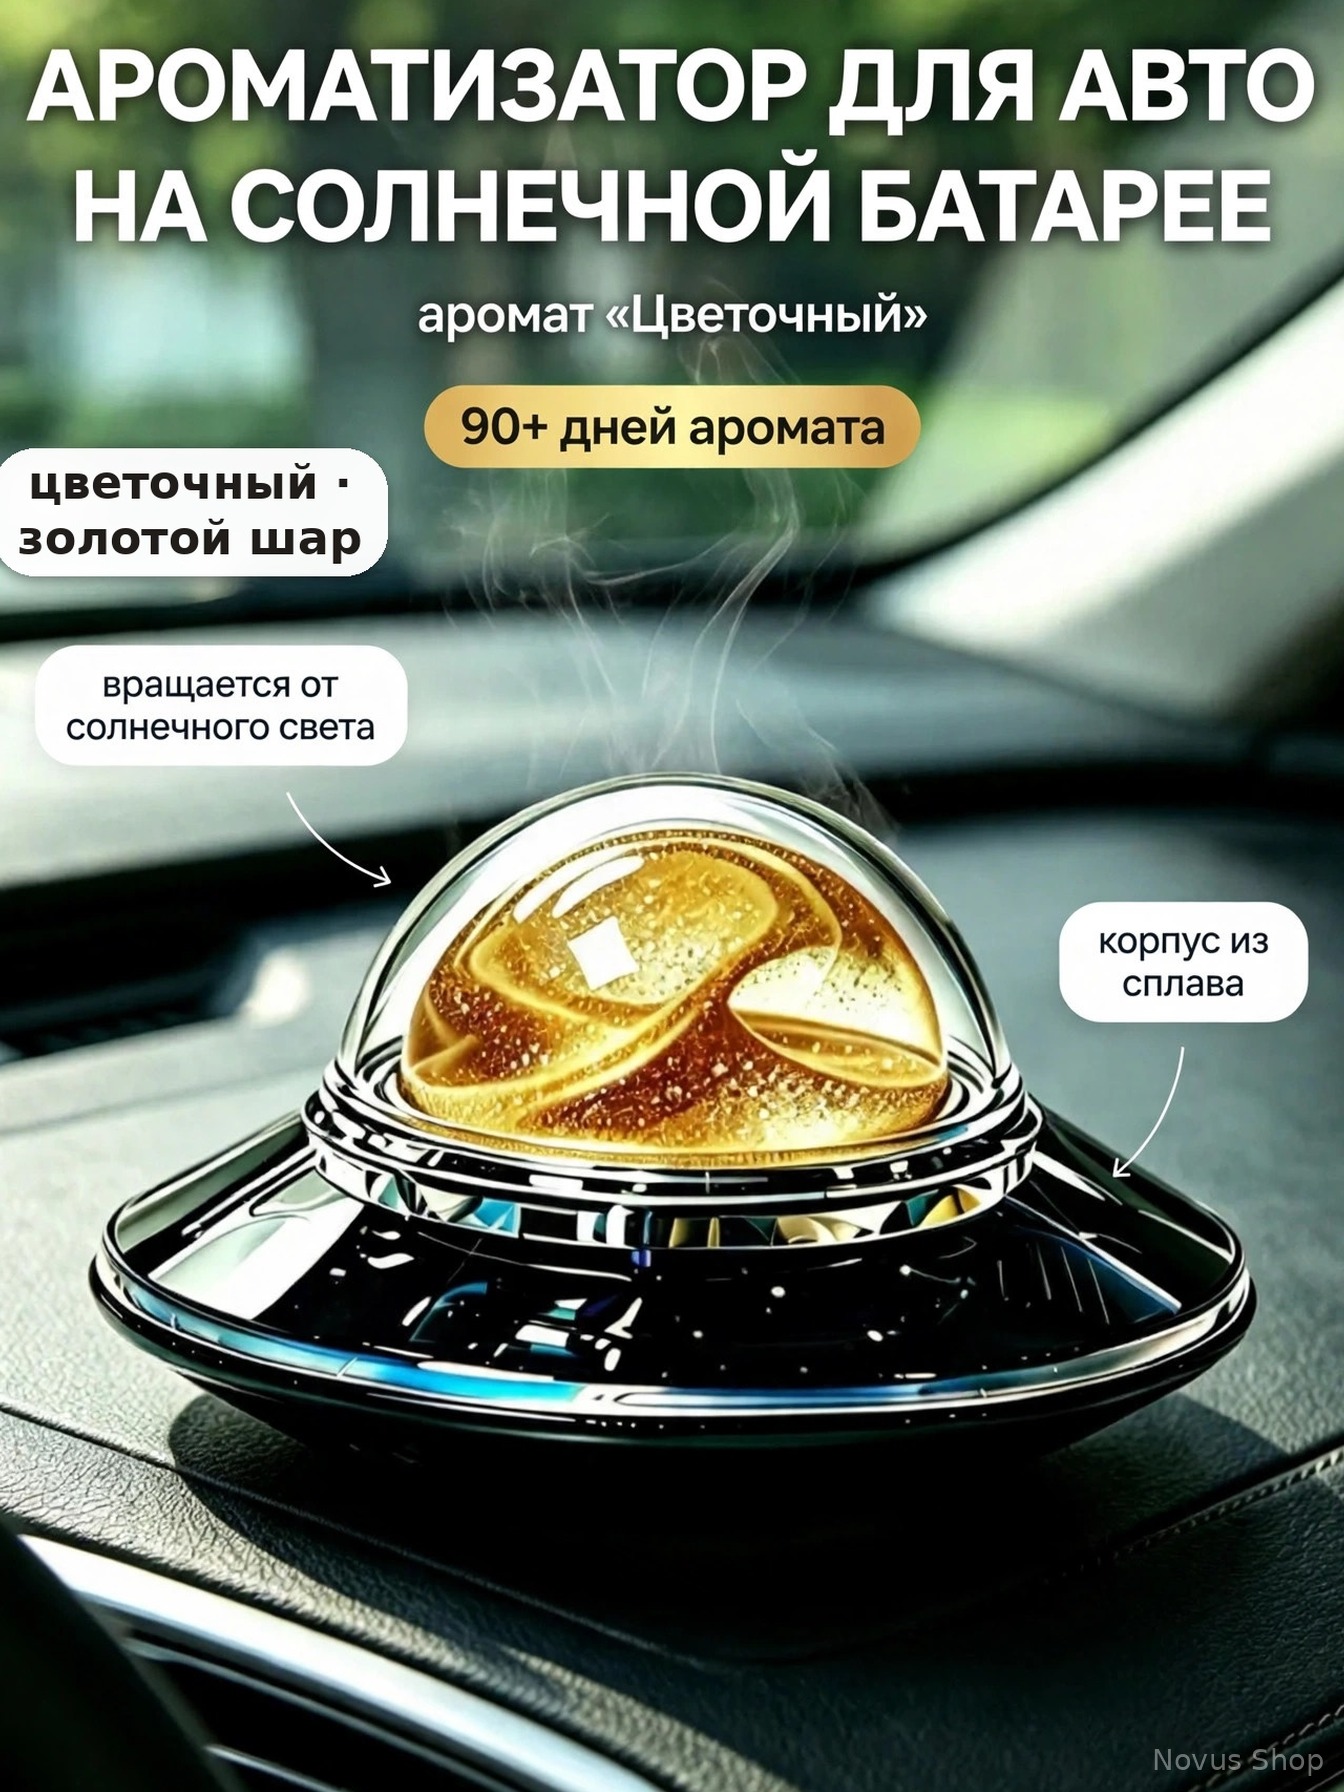 АРОМАТИЗАТОР ДЛЯ АВТО
НА СОЛНЕЧНОЙ БАТАРЕЕ
аромат «Цветочный»
90+ дней аромата
цветочный ·
золотой шар
вращается от
солнечного света
корпус из
сплава
Novus Shop